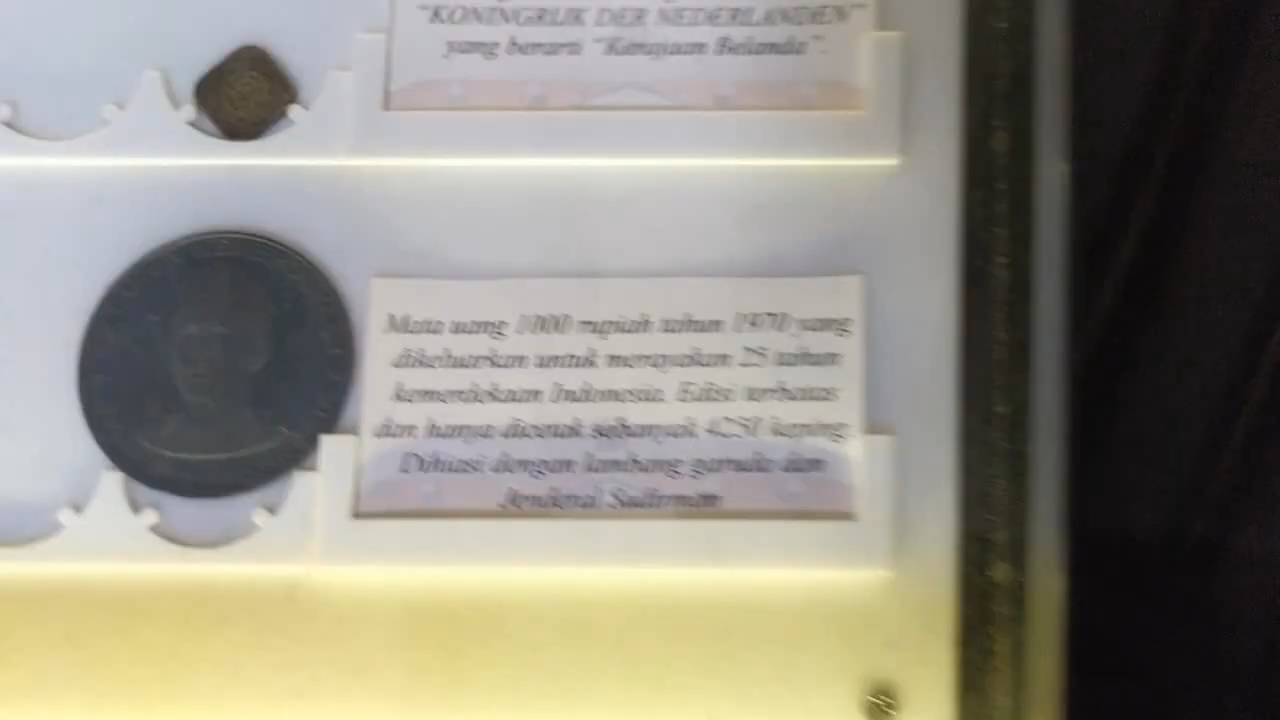 "KONINGRIJK DER NEDERLANDEN"
yang berarti "Kerajaan Belanda".
Mata uang 1000 rupiah tahun 1970 yang
dikeluarkan untuk merayakan 25 tahun
kemerdekaan Indonesia. Edisi terbatas
dan hanya dicetak sebanyak 4250 keping.
Dihiasi dengan lambang garuda dan
Jendral Sudirman